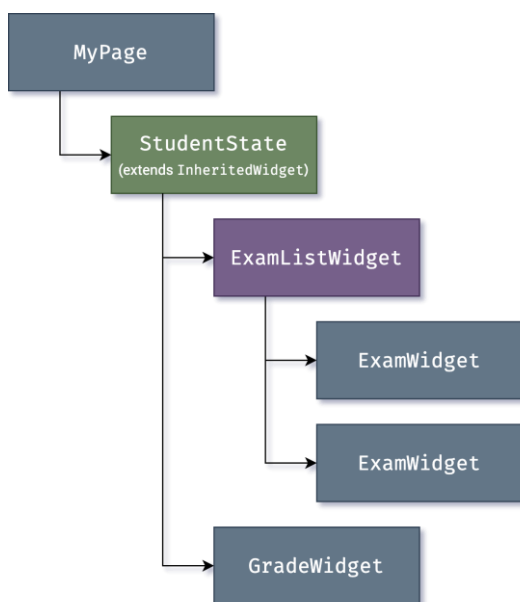 MyPage
StudentState
(extends InheritedWidget)
ExamListWidget
ExamWidget
ExamWidget
GradeWidget